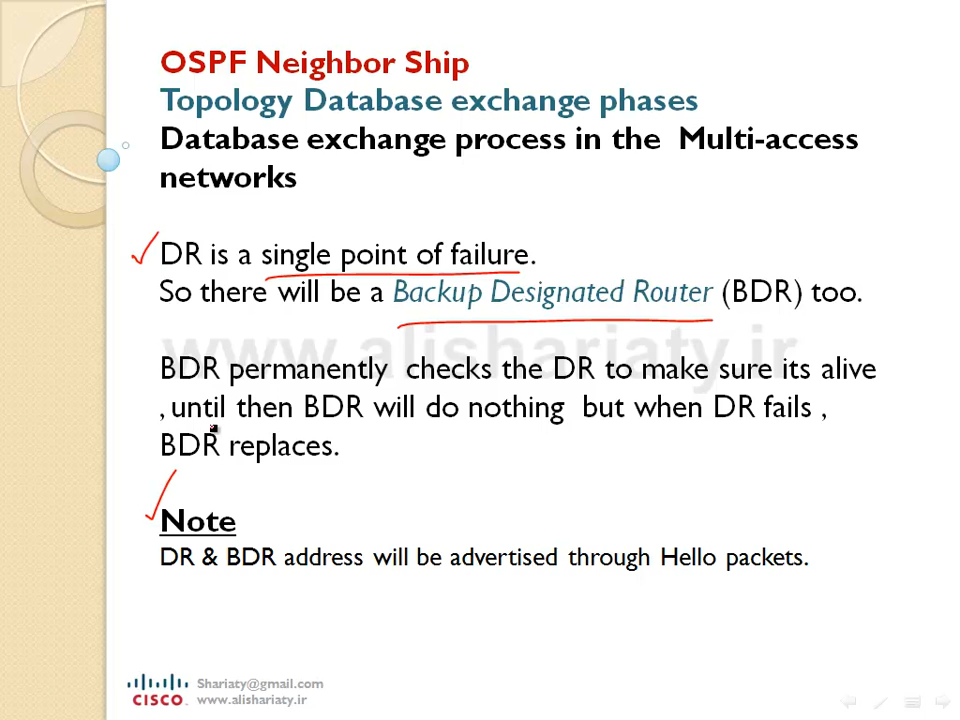 OSPF Neighbor Ship
Topology Database exchange phases
Database exchange process in the Multi-access
networks
DR is a single point of failure.
So there will be a Backup Designated Router (BDR) too.
www.alishariaty.ir
BDR permanently checks the DR to make sure its alive
, until then BDR will do nothing but when DR fails ,
BDR replaces.
Note
DR & BDR address will be advertised through Hello packets.
Shariaty@gmail.com
CISCO. www.alishariaty.ir